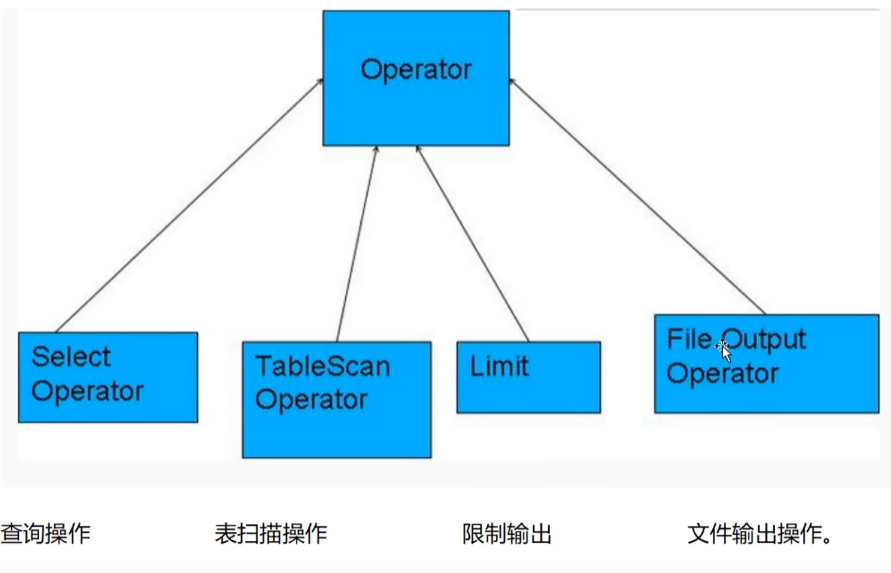 Operator
Select
Operator
TableScan
Operator
Limit
File Output
Operator
查询操作 表扫描操作 限制输出 文件输出操作。